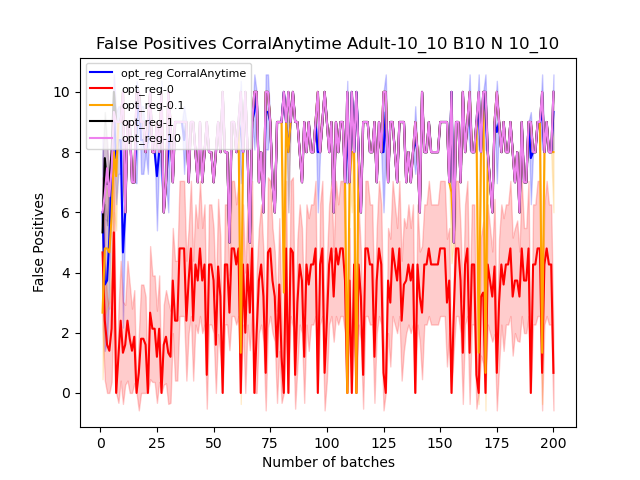 False Positives CorralAnytime Adult-10_10 B10 N 10_10
opt_reg CorralAnytime
opt_reg-0
opt_reg-0.1
opt_reg-1
opt_reg-10
10
8
6
4
2
0
False Positives
0 25 50 75 100 125 150 175 200
Number of batches